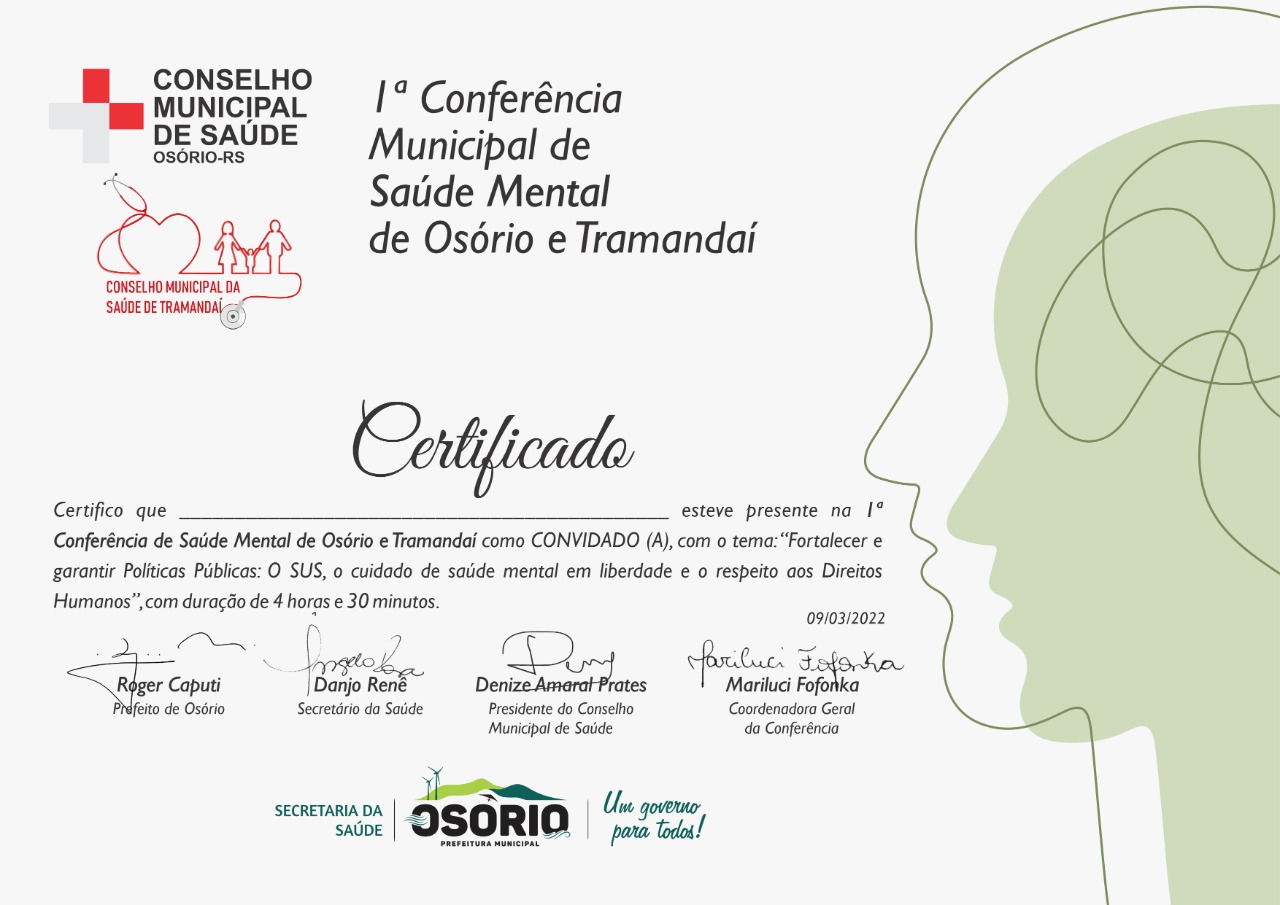 CONSELHO
MUNICIPAL
DE SAÚDE
OSÓRIO-RS
CONSELHO MUNICIPAL DA
SAÚDE DE TRAMANDAÍ
1ª Conferência
Municipal de
Saúde Mental
de Osório e Tramandaí
Certificado
Certifico que ____________________________________________ esteve presente na 1ª
Conferência de Saúde Mental de Osório e Tramandaí como CONVIDADO (A), com o tema: “Fortalecer e
garantir Políticas Públicas: O SUS, o cuidado de saúde mental em liberdade e o respeito aos Direitos
Humanos”, com duração de 4 horas e 30 minutos.
09/03/2022
Mariluci Fofonka
Roger Caputi
Prefeito de Osório
Danjo Renê
Secretário da Saúde
Denize Amaral Prates
Presidente do Conselho
Municipal de Saúde
Mariluci Fofonka
Coordenadora Geral
da Conferência
SECRETARIA DA
SAÚDE
OSÓRIO
PREFEITURA MUNICIPAL
Um governo
para todos!